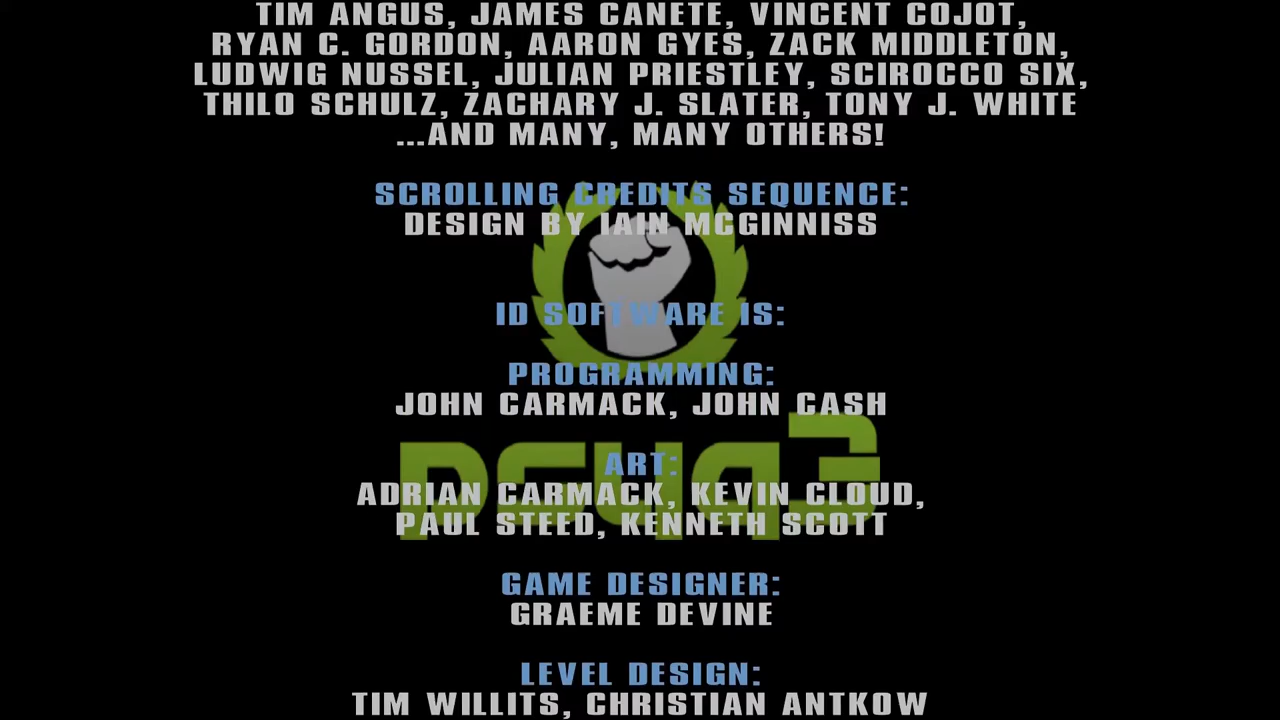 TIM ANGUS, JAMES CANETE, VINCENT COJOT,
RYAN C. GORDON, AARON GYES, ZACK MIDDLETON,
LUDWIG NUSSEL, JULIAN PRIESTLEY, SCIROCCO SIX,
THILO SCHULZ, ZACHARY J. SLATER, TONY J. WHITE
...AND MANY, MANY OTHERS!
SCROLLING CREDITS SEQUENCE:
DESIGN BY IAIN MCGINNISS
ID SOFTWARE IS:
PROGRAMMING:
JOHN CARMACK, JOHN CASH
psyq3
ART:
ADRIAN CARMACK, KEVIN CLOUD,
PAUL STEED, KENNETH SCOTT
GAME DESIGNER:
GRAEME DEVINE
LEVEL DESIGN:
TIM WILLITS, CHRISTIAN ANTKOW